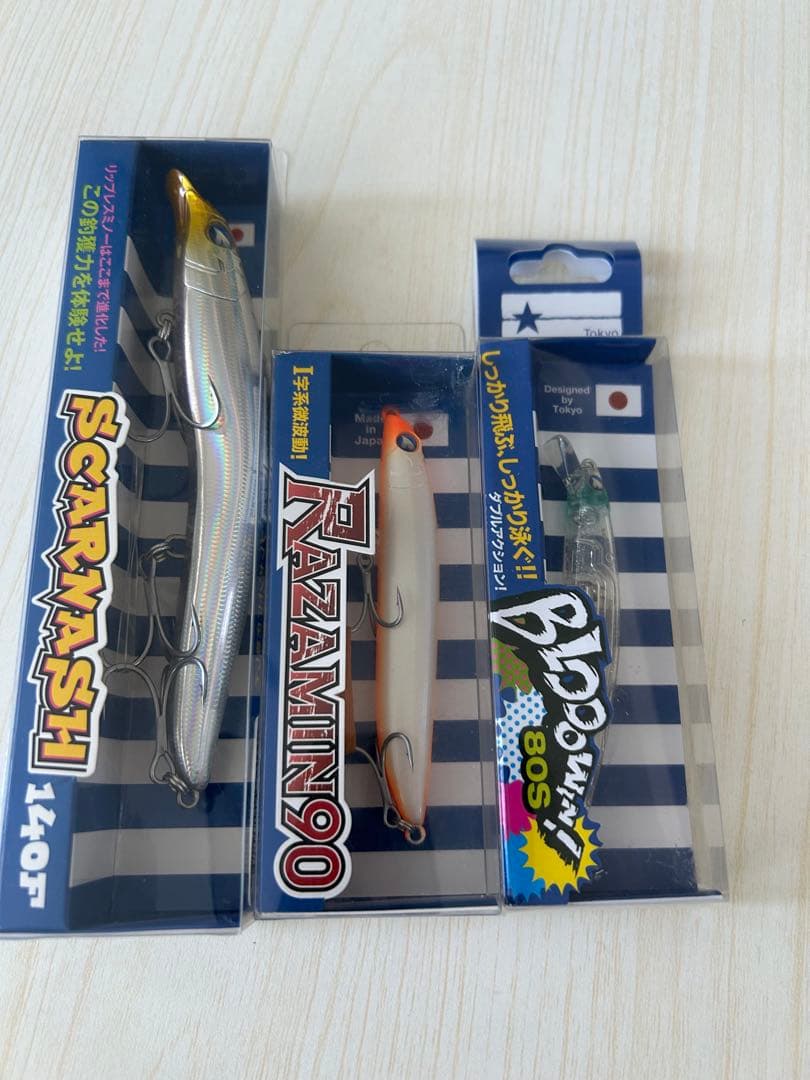 リップレスミノーはここまで進化した!
この釣獲力を体験せよ!
SCARNASH
140F
I字系微波動!
Made
in
Japan
RAZAMIN90
Tokyo
Designed
by
Tokyo
しっかり飛ぶ、しっかり泳ぐ!!
ダブルアクション!
BLOOOWIN!
80S